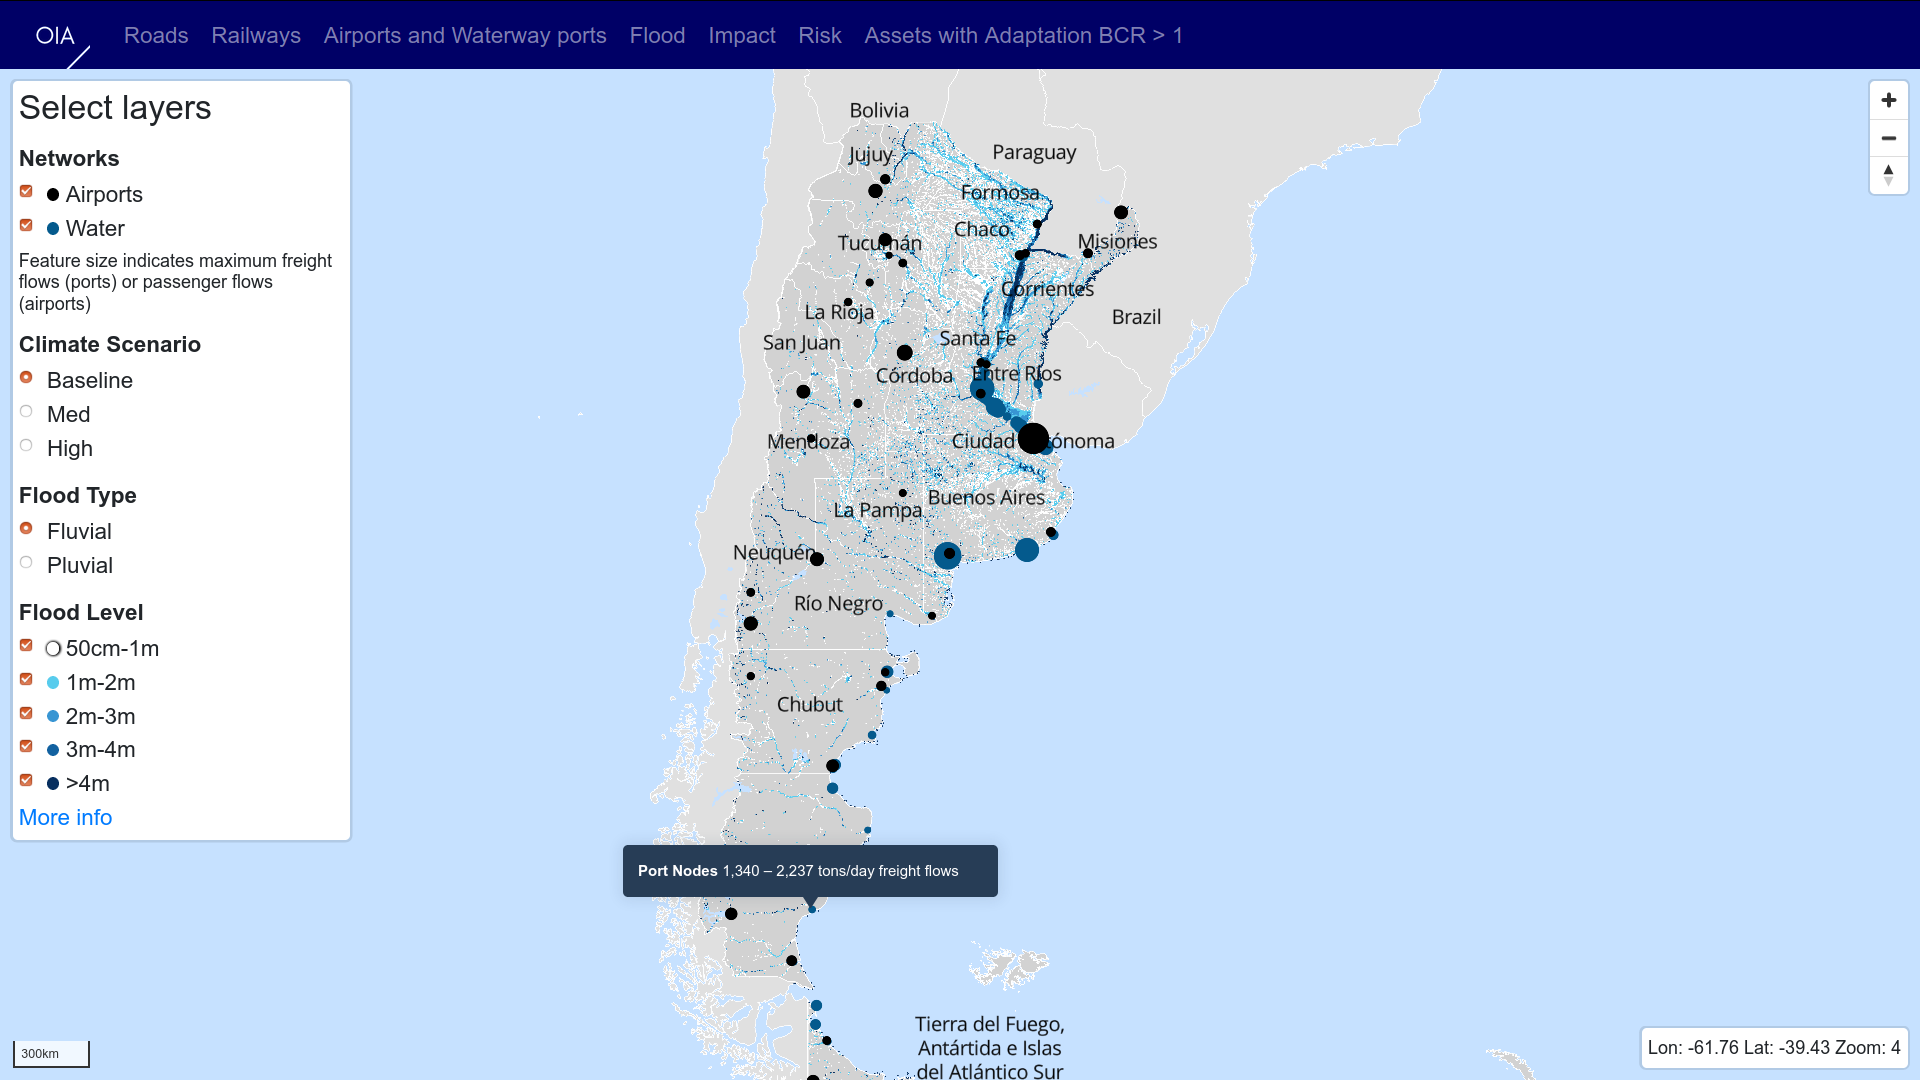 OIA
Roads Railways Airports and Waterway ports Flood Impact Risk Assets with Adaptation BCR > 1
Select layers
Networks
Airports
Water
Feature size indicates maximum freight
flows (ports) or passenger flows
(airports)
Climate Scenario
Baseline
Med
High
Flood Type
Fluvial
Pluvial
Flood Level
50cm-1m
1m-2m
2m-3m
3m-4m
>4m
More info
Bolivia
Jujuy
Paraguay
Formosa
Chaco
Tucumán
Misiones
Corrientes
La Rioja
Brazil
San Juan
Santa Fe
Córdoba
Entre Ríos
Mendoza
Ciudad
ónoma
Buenos Aires
La Pampa
Neuquén
Río Negro
Chubut
Port Nodes 1,340 – 2,237 tons/day freight flows
Tierra del Fuego,
Antártida e Islas
del Atlántico Sur
300km
Lon: -61.76 Lat: -39.43 Zoom: 4